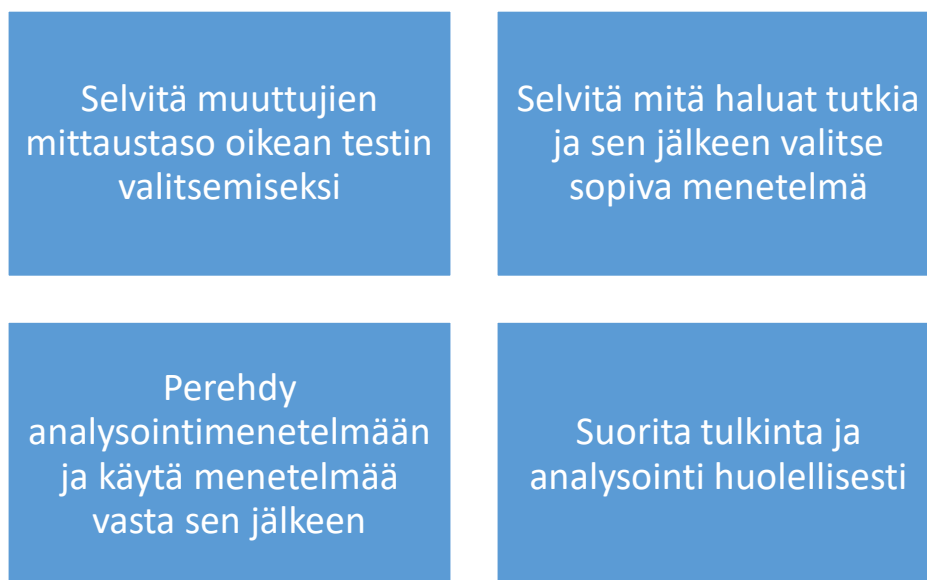 Selvitä muuttujien
mittaustaso oikean testin
valitsemiseksi
Selvitä mitä haluat tutkia
ja sen jälkeen valitse
sopiva menetelmä
Perehdy
analysointimenetelmään
ja käytä menetelmää
vasta sen jälkeen
Suorita tulkinta ja
analysointi huolellisesti